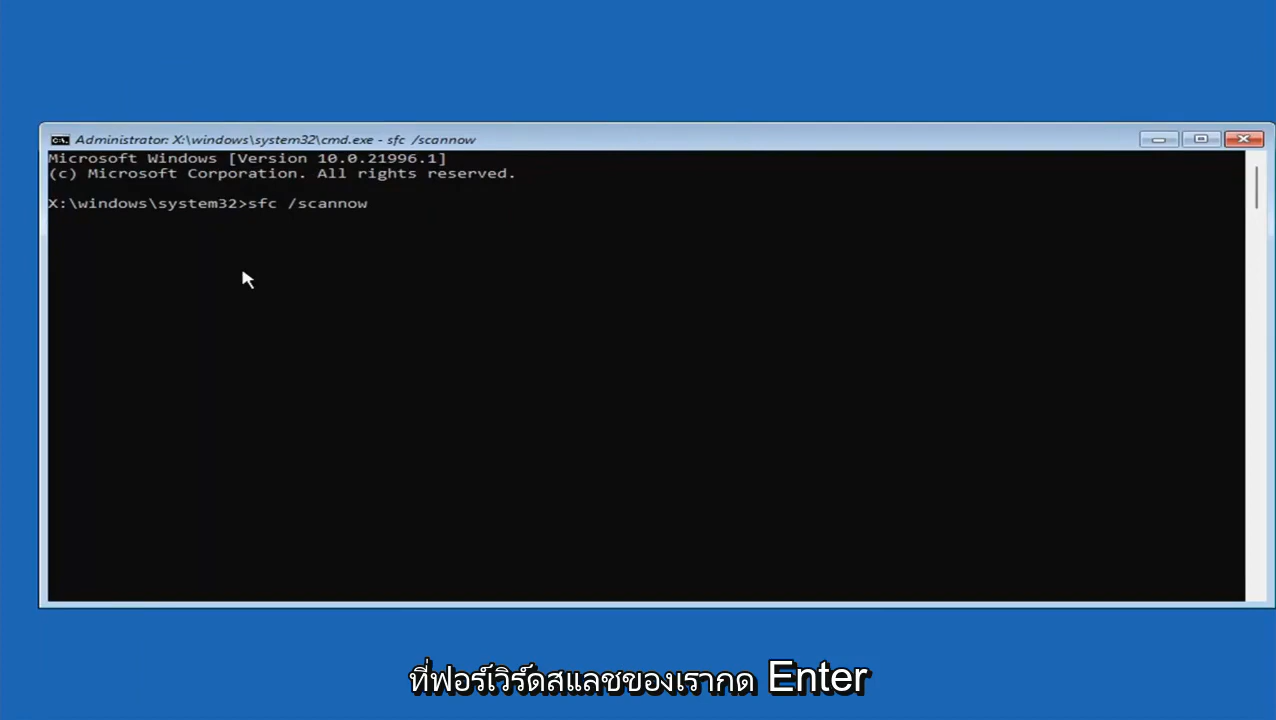 Administrator: X:\windows\system32\cmd.exe - sfc /scannow
Microsoft Windows [Version 10.0.21996.1]
(c) Microsoft Corporation. All rights reserved.
X:\windows\system32>sfc /scannow
ที่ฟอร์เวิร์ดสแลชของเรากด Enter